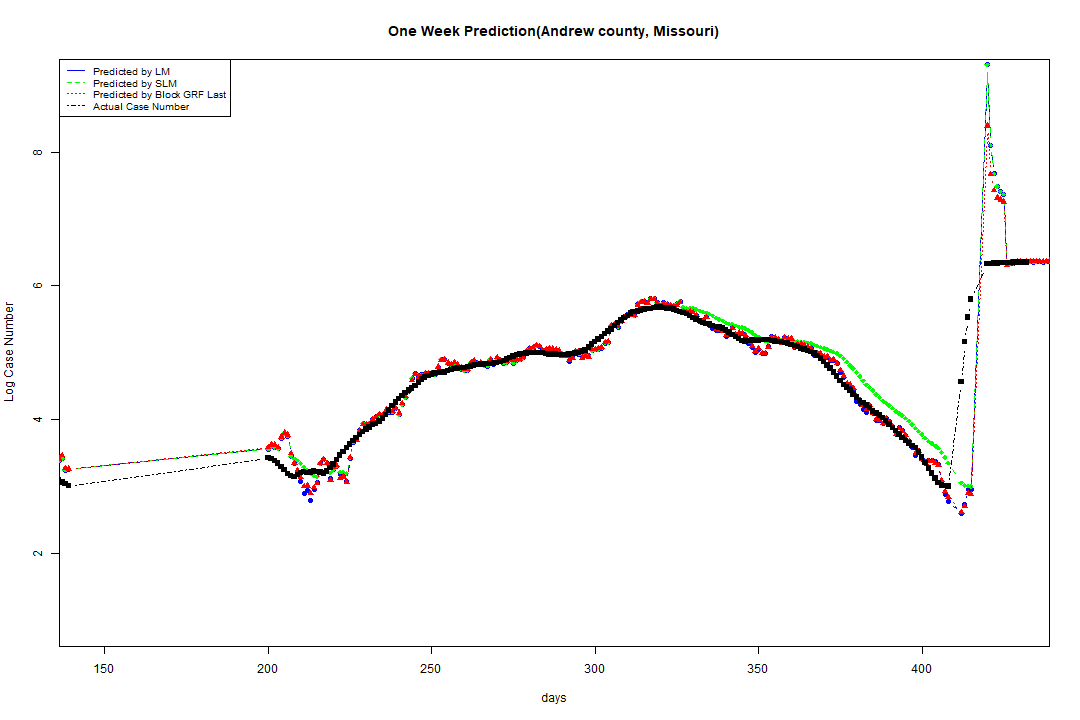 One Week Prediction(Andrew county, Missouri)
Predicted by LM
Predicted by SLM
Predicted by Block GRF Last
Actual Case Number
8
6
4
2
Log Case Number
150 200 250 300 350 400
days